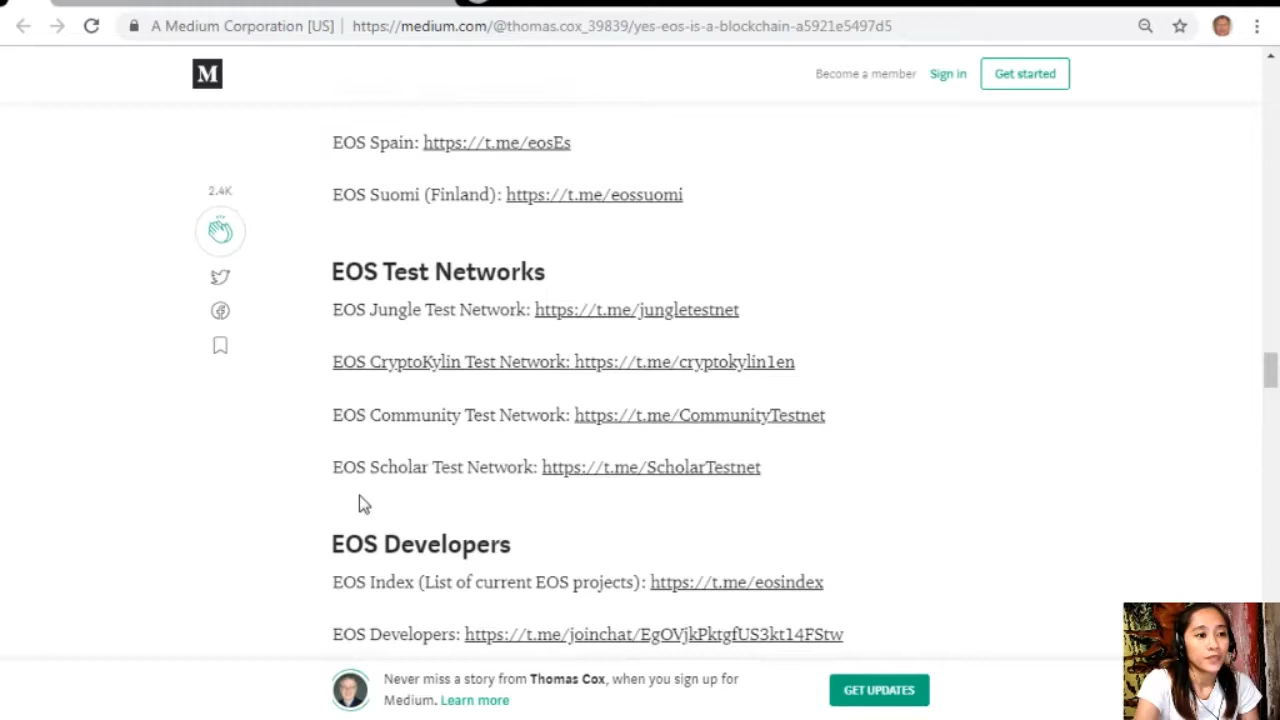 A Medium Corporation [US] | https://medium.com/@thomas.cox_39839/yes-eos-is-a-blockchain-a5921e5497d5
M
Become a member Sign in Get started
EOS Spain: https://t.me/eosEs
2.4K
EOS Suomi (Finland): https://t.me/eossuomi
EOS Test Networks
EOS Jungle Test Network: https://t.me/jungletestnet
EOS CryptoKylin Test Network: https://t.me/cryptokylin1en
EOS Community Test Network: https://t.me/CommunityTestnet
EOS Scholar Test Network: https://t.me/ScholarTestnet
EOS Developers
EOS Index (List of current EOS projects): https://t.me/eosindex
EOS Developers: https://t.me/joinchat/EgOVjkPktgfUS3kt14FStw
Never miss a story from Thomas Cox, when you sign up for
Medium. Learn more
GET UPDATES